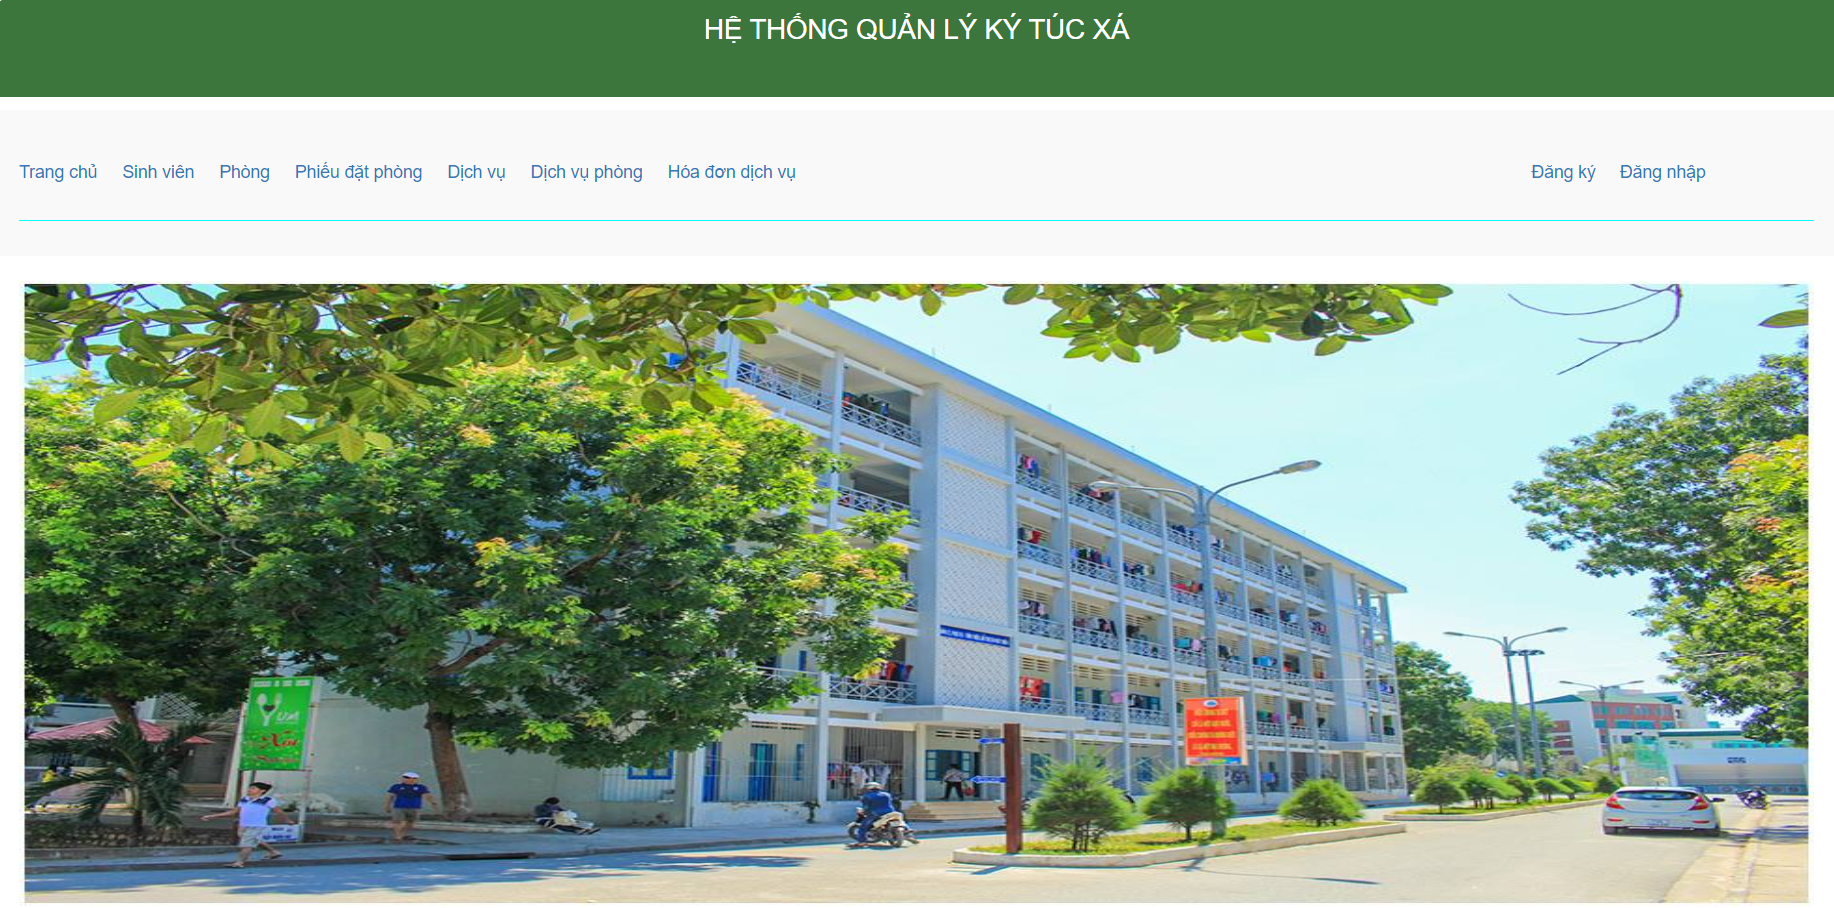 HỆ THỐNG QUẢN LÝ KÝ TÚC XÁ
Trang chủ Sinh viên Phòng Phiếu đặt phòng Dịch vụ Dịch vụ phòng Hóa đơn dịch vụ Đăng ký Đăng nhập